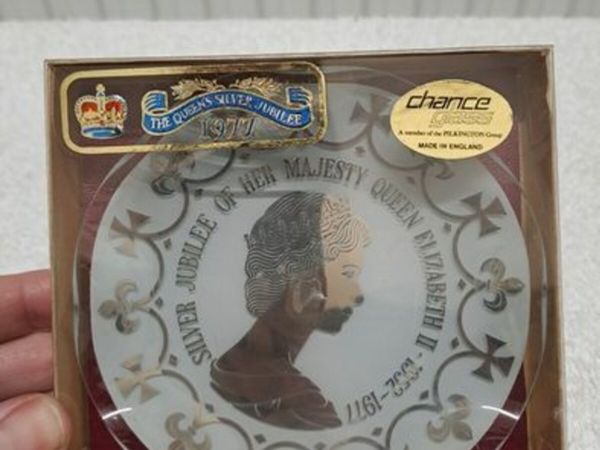 THE QUEEN'S SILVER JUBILEE
1977
chance
glass
A member of the PILKINGTON Group
MADE IN ENGLAND
SILVER JUBILEE OF HER MAJESTY QUEEN ELIZABETH II · 1952~1977